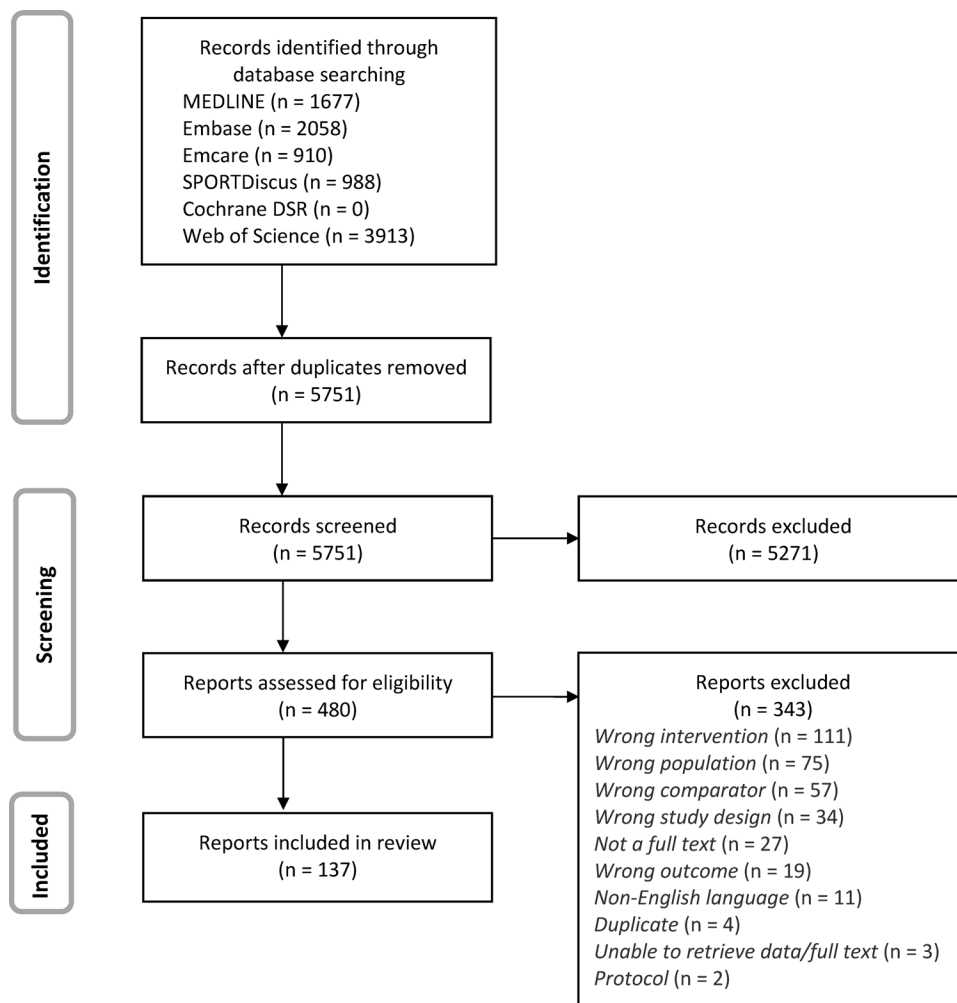 Identification
Records identified through
database searching
MEDLINE (n = 1677)
Embase (n = 2058)
Emcare (n = 910)
SPORTDiscus (n = 988)
Cochrane DSR (n = 0)
Web of Science (n = 3913)
Records after duplicates removed
(n = 5751)
Screening
Records screened
(n = 5751)
Records excluded
(n = 5271)
Reports assessed for eligibility
(n = 480)
Reports excluded
(n = 343)
Wrong intervention (n = 111)
Wrong population (n = 75)
Wrong comparator (n = 57)
Wrong study design (n = 34)
Not a full text (n = 27)
Wrong outcome (n = 19)
Non-English language (n = 11)
Duplicate (n = 4)
Unable to retrieve data/full text (n = 3)
Protocol (n = 2)
Included
Reports included in review
(n = 137)